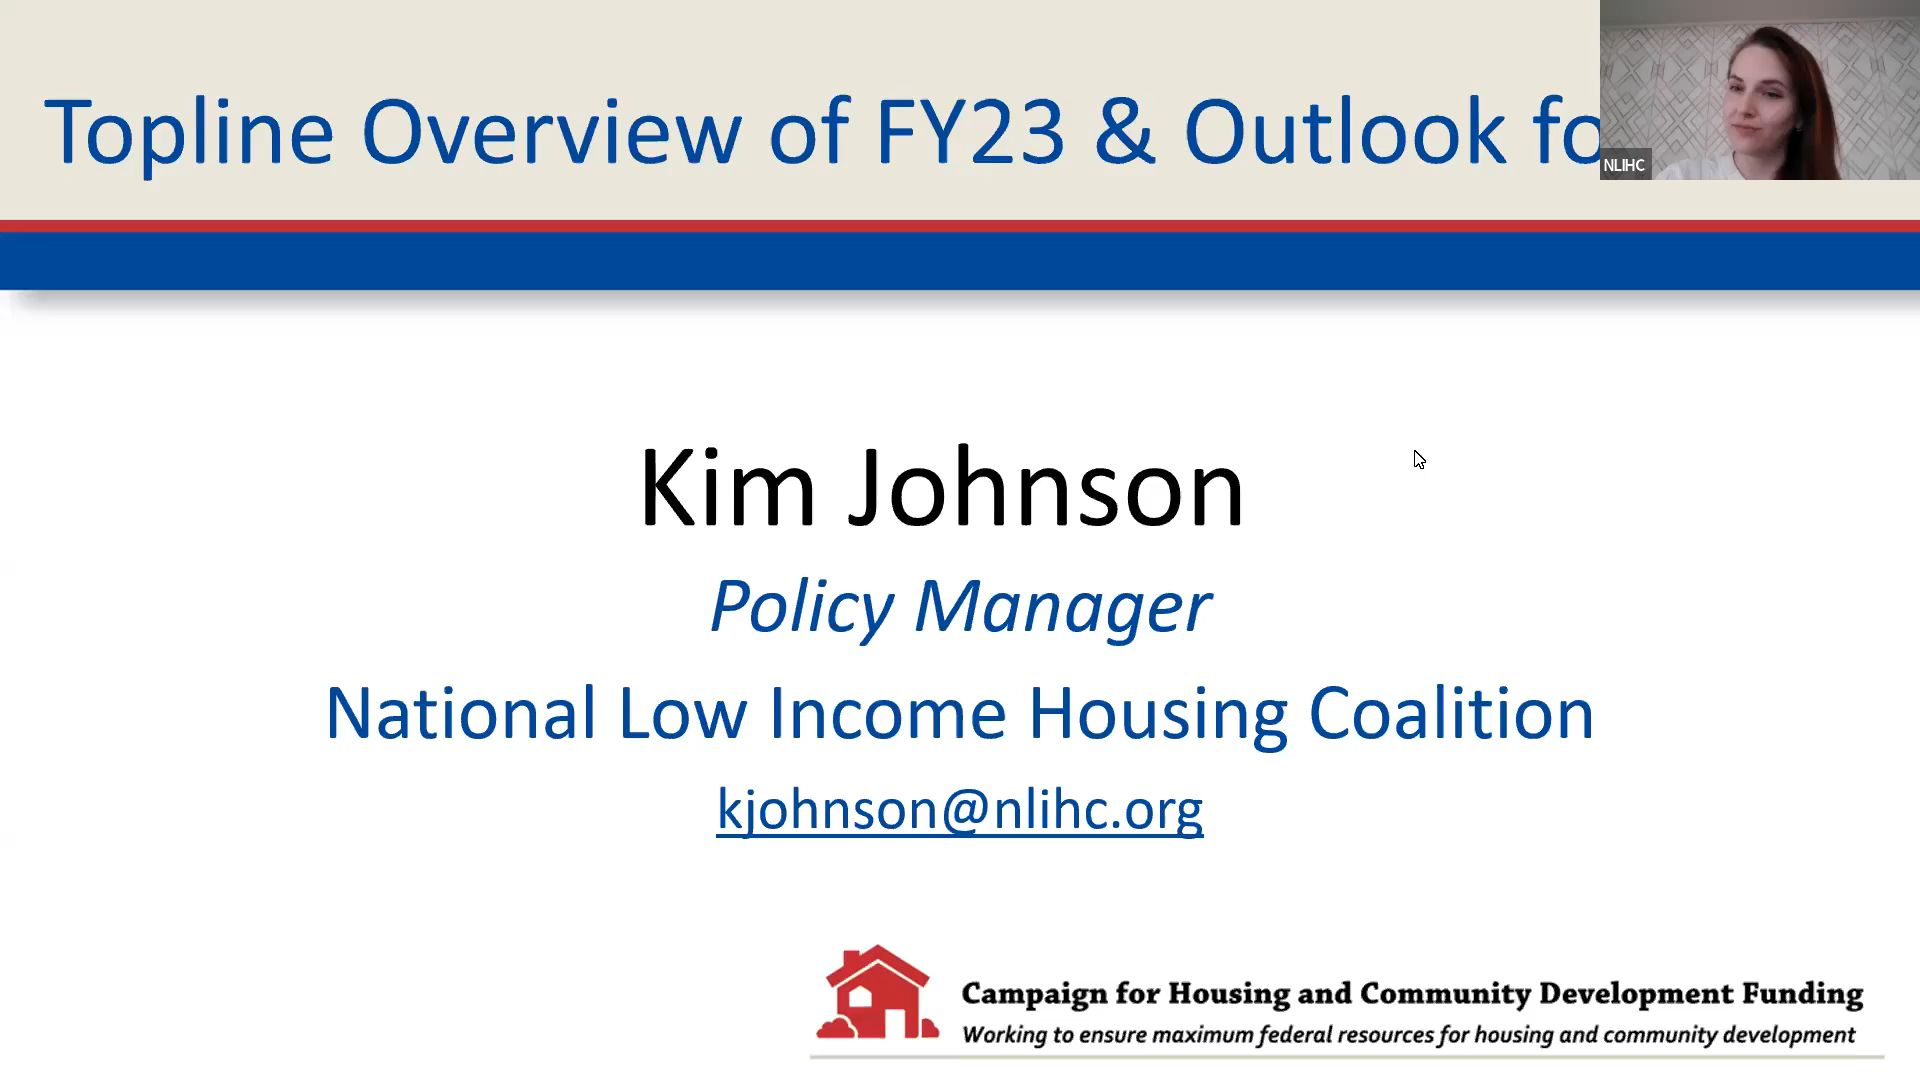 Topline Overview of FY23 & Outlook fo
NLIHC
Kim Johnson
Policy Manager
National Low Income Housing Coalition
kjohnson@nlihc.org
Campaign for Housing and Community Development Funding
Working to ensure maximum federal resources for housing and community development